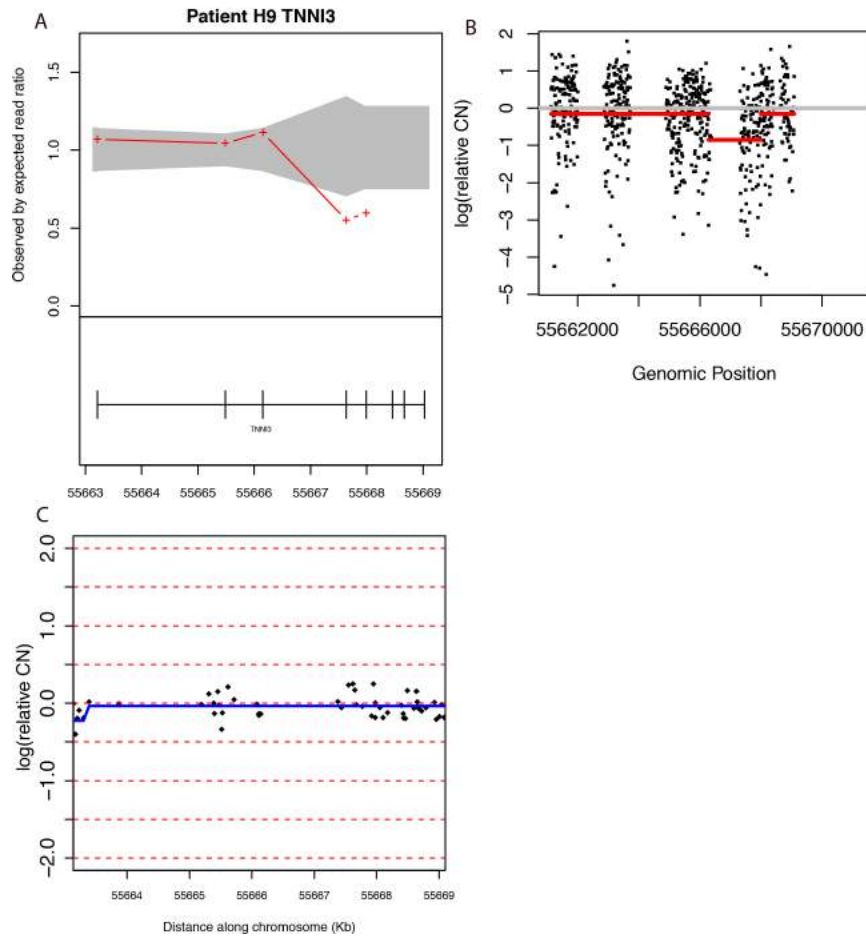 A
Patient H9 TNNI3
Observed by expected read ratio
1.5
1.0
0.5
0.0
TNNI3
55663 55664 55665 55666 55667 55668 55669
B
log(relative CN)
2
1
0
−1
−2
−3
−4
−5
55662000 55666000 55670000
Genomic Position
C
log(relative CN)
2.0
1.0
0.0
−1.0
−2.0
55664 55665 55666 55667 55668 55669
Distance along chromosome (Kb)